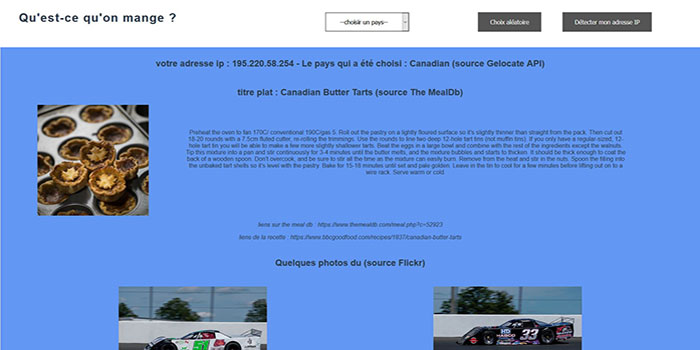 Qu'est-ce qu'on mange ?
--choisir un pays--
Choix aléatoire
Détecter mon adresse IP
votre adresse ip : 195.220.58.254 - Le pays qui a été choisi : Canadian (source Gelocate API)
titre plat : Canadian Butter Tarts (source The MealDb)
Preheat the oven to fan 170C/ conventional 190C/gas 5. Roll out the pastry on a lightly floured surface so it's slightly thinner than straight from the pack. Then cut out
18-20 rounds with a 7.5cm fluted cutter, re-rolling the trimmings. Use the rounds to line two deep 12-hole tart tins (not muffin tins). If you only have a regular-sized, 12-
hole tart tin you will be able to make a few more slightly shallower tarts. Beat the eggs in a large bowl and combine with the rest of the ingredients except the walnuts.
Tip this mixture into a pan and stir continuously for 3-4 minutes until the butter melts, and the mixture bubbles and starts to thicken. It should be thick enough to coat the
back of a wooden spoon. Don't overcook, and be sure to stir all the time as the mixture can easily burn. Remove from the heat and stir in the nuts. Spoon the filling into
the unbaked tart shells so it's level with the pastry. Bake for 15-18 minutes until set and pale golden. Leave in the tin to cool for a few minutes before lifting out on to a
wire rack. Serve warm or cold.
liens sur the meal db : https://www.themealdb.com/meal.php?c=52923
liens de la recette : https://www.bbcgoodfood.com/recipes/1837/canadian-butter-tarts
Quelques photos du (source Flickr)
51
33